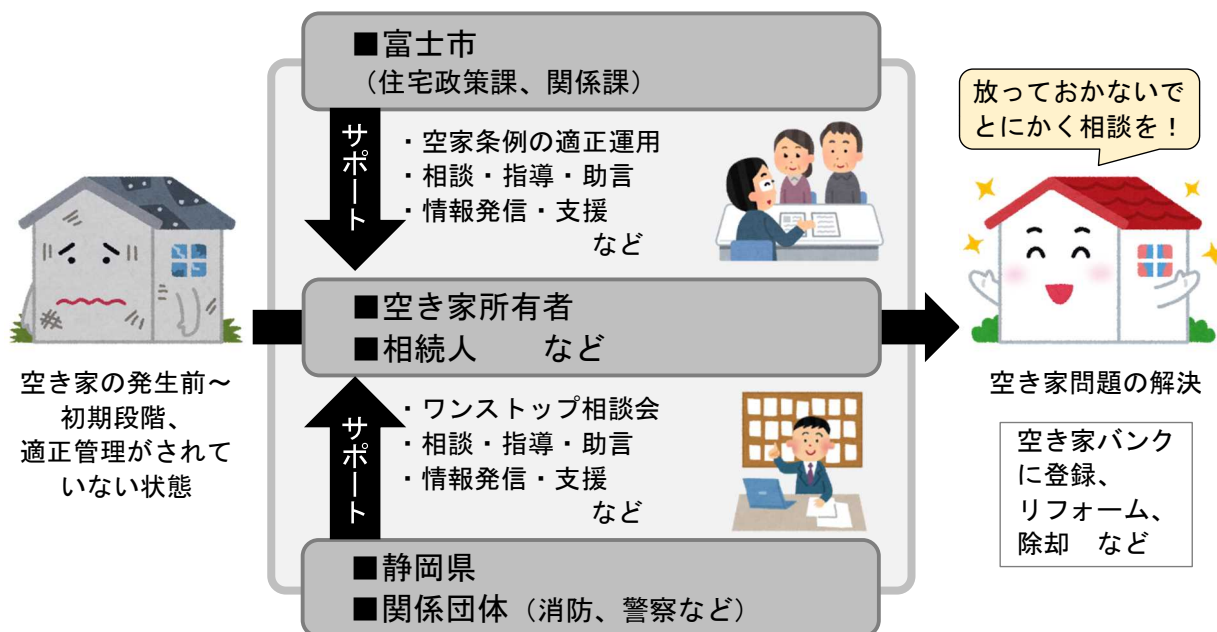 ■富士市
（住宅政策課、関係課）
サポート
・空家条例の適正運用
・相談・指導・助言
・情報発信・支援
など
放っておかないで
とにかく相談を！
■空き家所有者
■相続人　　など
空き家の発生前～
初期段階、
適正管理がされて
いない状態
空き家問題の解決
サポート
・ワンストップ相談会
・相談・指導・助言
・情報発信・支援
など
空き家バンク
に登録、
リフォーム、
除却　など
■静岡県
■関係団体（消防、警察など）